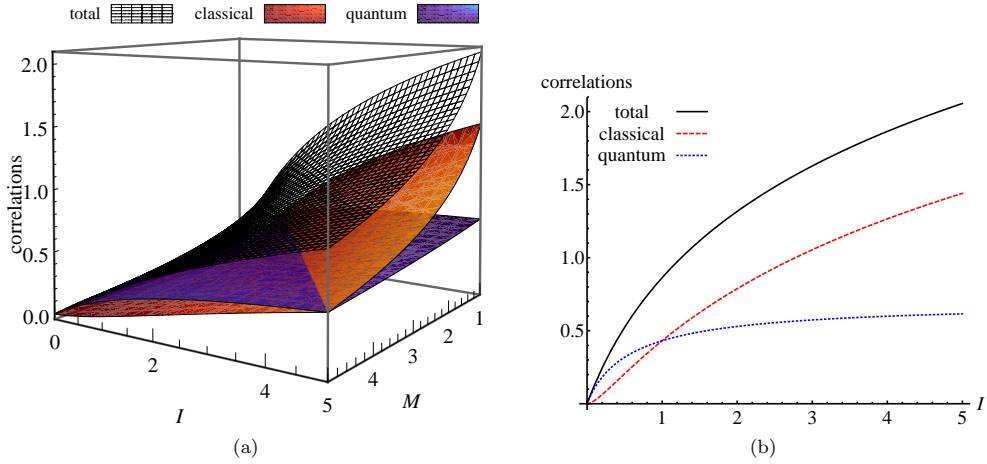 total classical quantum
(a)
2.0
1.5
1.0
0.5
0.0
correlations
0
2
4
5
I
4
3
2
1
M
(a)
correlations
total
classical
quantum
2.0
1.5
1.0
0.5
1 2 3 4 5 I
(b)